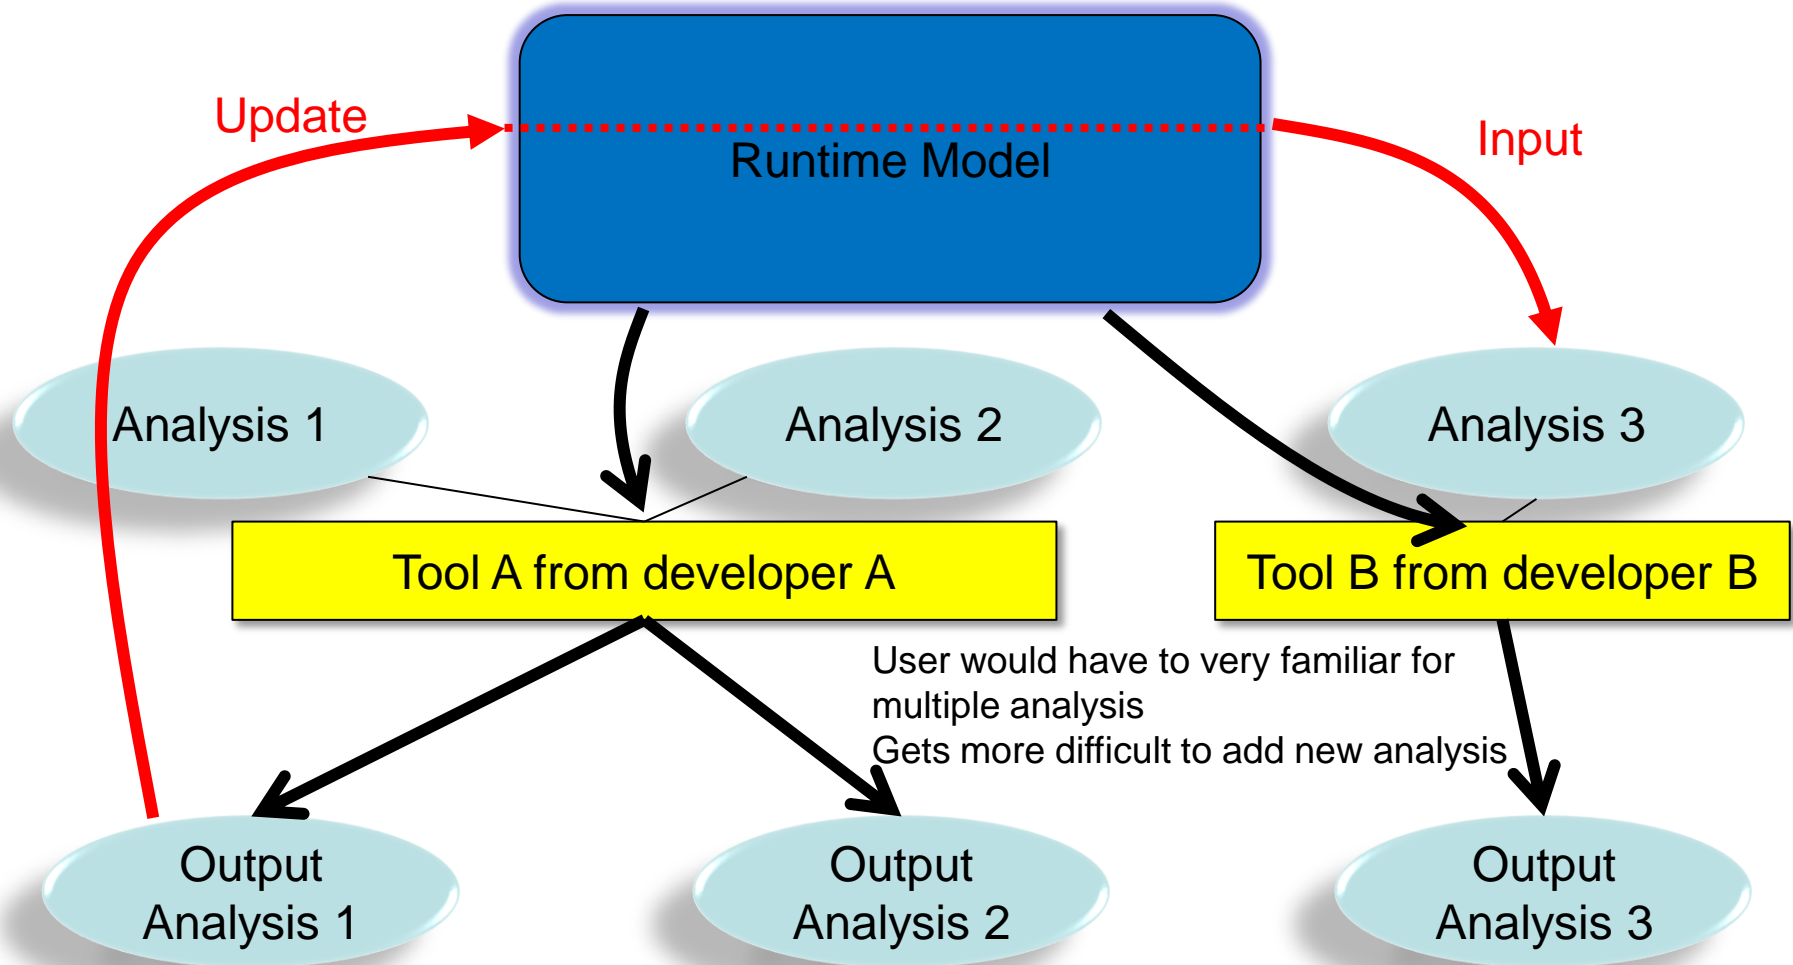 Update
Input
Runtime Model
Analysis 1
Analysis 2
Analysis 3
Tool A from developer A
Tool B from developer B
User would have to very familiar for
multiple analysis
Gets more difficult to add new analysis
Output
Analysis 1
Output
Analysis 2
Output
Analysis 3